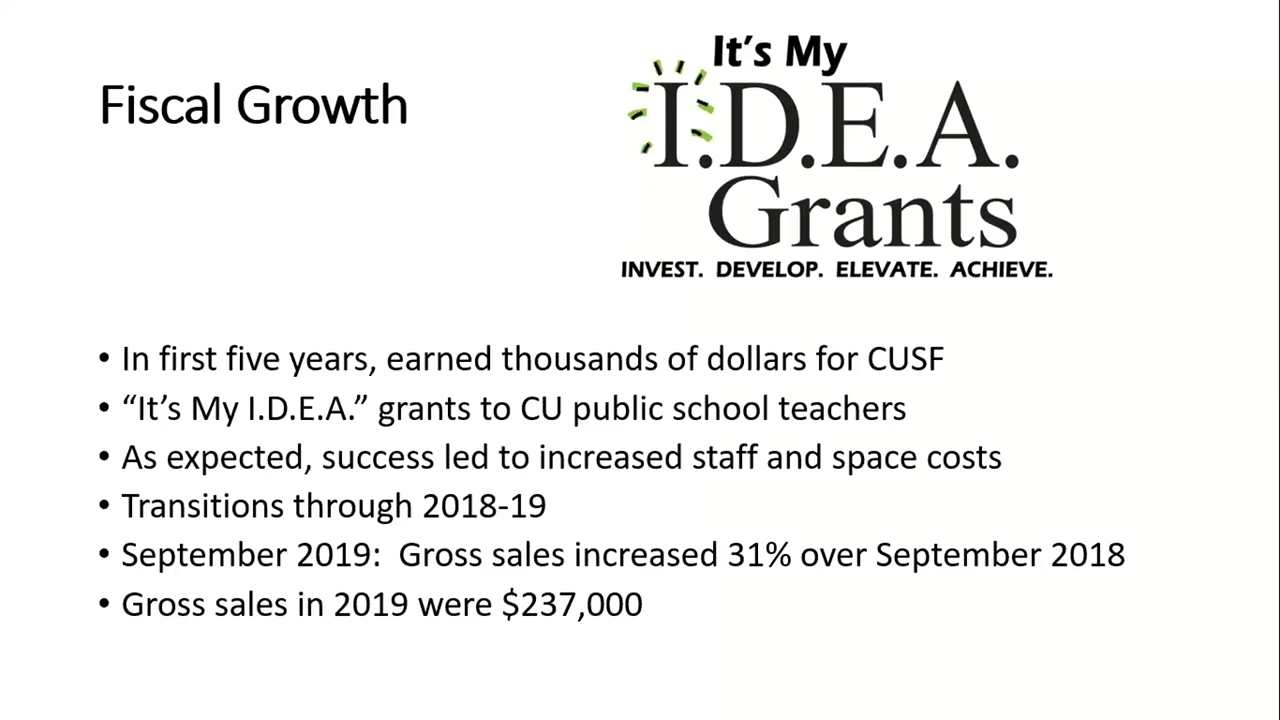 Fiscal Growth
It's My
I.D.E.A.
Grants
INVEST. DEVELOP. ELEVATE. ACHIEVE.
• In first five years, earned thousands of dollars for CUSF
• “It’s My I.D.E.A.” grants to CU public school teachers
• As expected, success led to increased staff and space costs
• Transitions through 2018-19
• September 2019:  Gross sales increased 31% over September 2018
• Gross sales in 2019 were $237,000